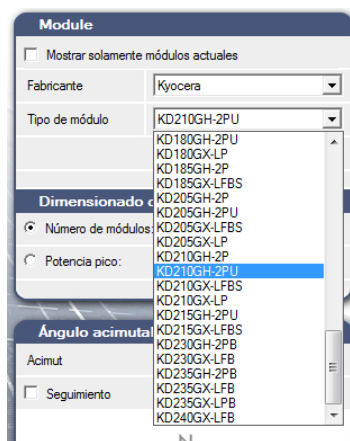 Module
Mostrar solamente módulos actuales
Fabricante
Kyocera
Tipo de módulo
KD210GH-2PU
KD180GH-2PU
KD180GX-LP
KD185GH-2P
KD185GX-LFBS
KD205GH-2P
KD205GH-2PU
KD205GX-LFBS
KD205GX-LP
KD210GH-2P
KD210GH-2PU
KD210GX-LFBS
KD210GX-LP
KD215GH-2PU
KD215GX-LFBS
KD230GH-2PB
KD230GX-LFB
KD235GH-2PB
KD235GX-LFB
KD235GX-LPB
KD240GX-LFB
Dimensionado
Número de módulos:
Potencia pico:
Ángulo acimutal
Acimut
Seguimiento
N